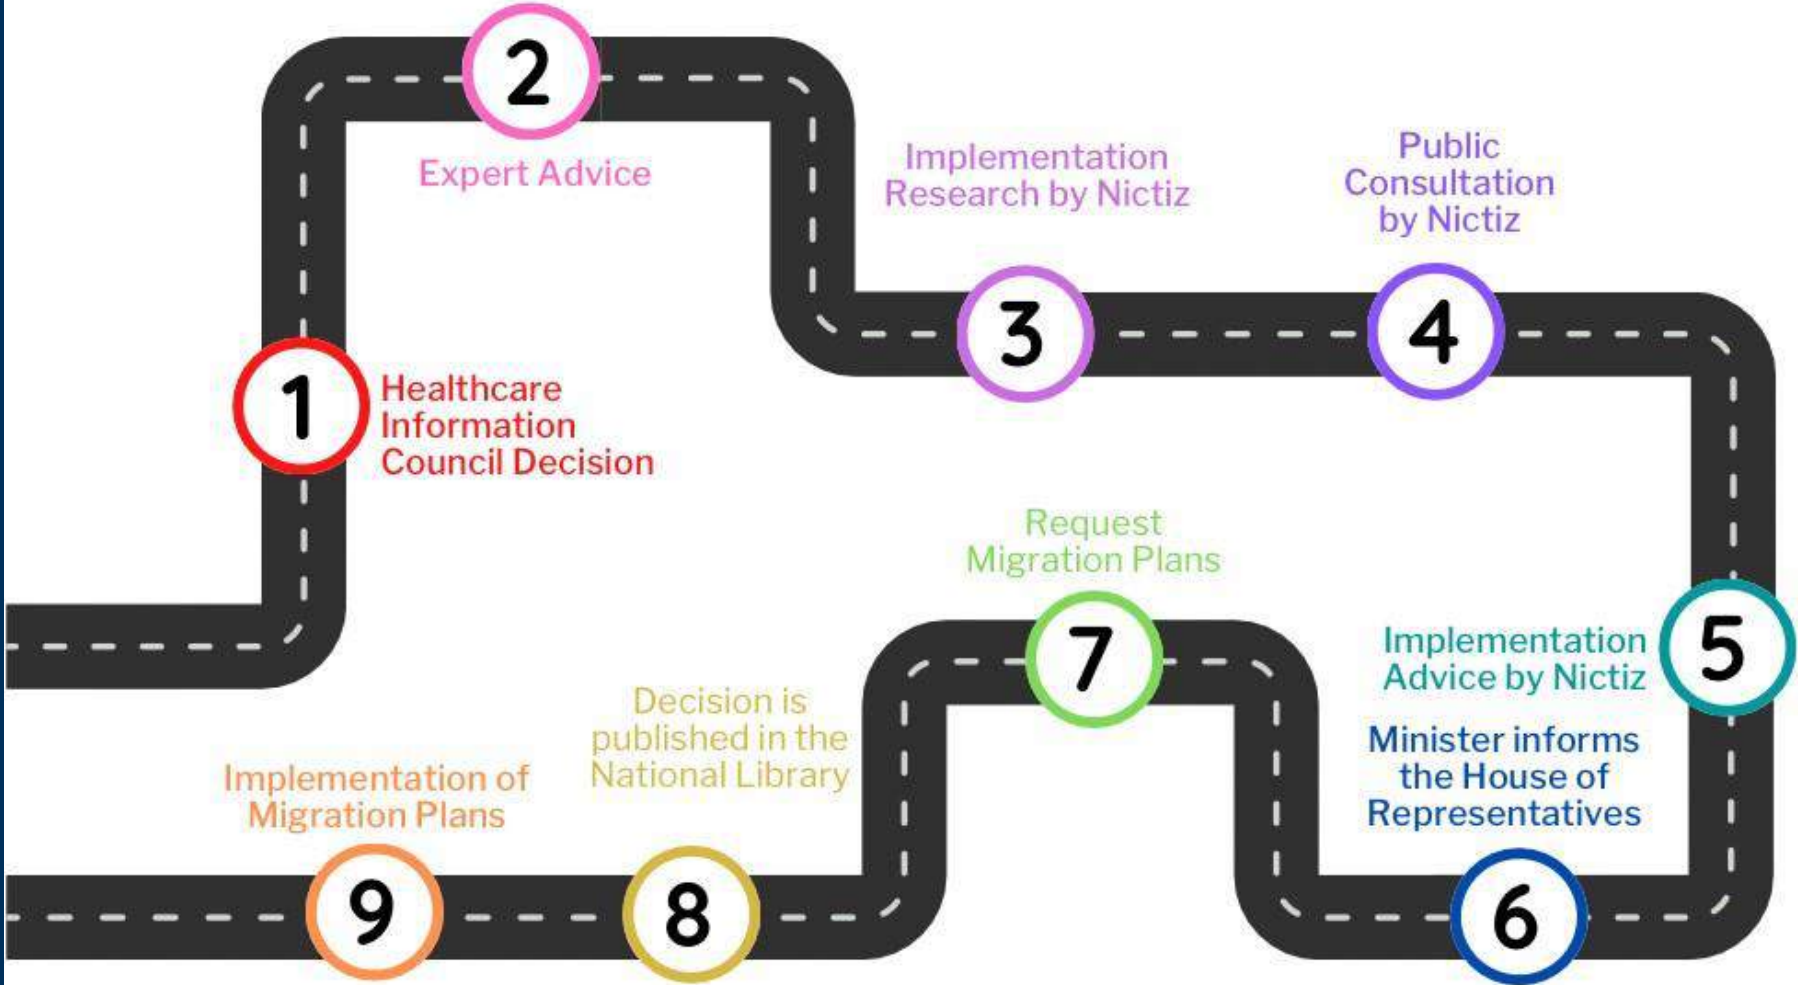 1
Healthcare
Information
Council Decision
2
Expert Advice
3
Implementation
Research by Nictiz
4
Public
Consultation
by Nictiz
5
Implementation
Advice by Nictiz
6
Minister informs
the House of
Representatives
7
Request
Migration Plans
8
Decision is
published in the
National Library
9
Implementation of
Migration Plans